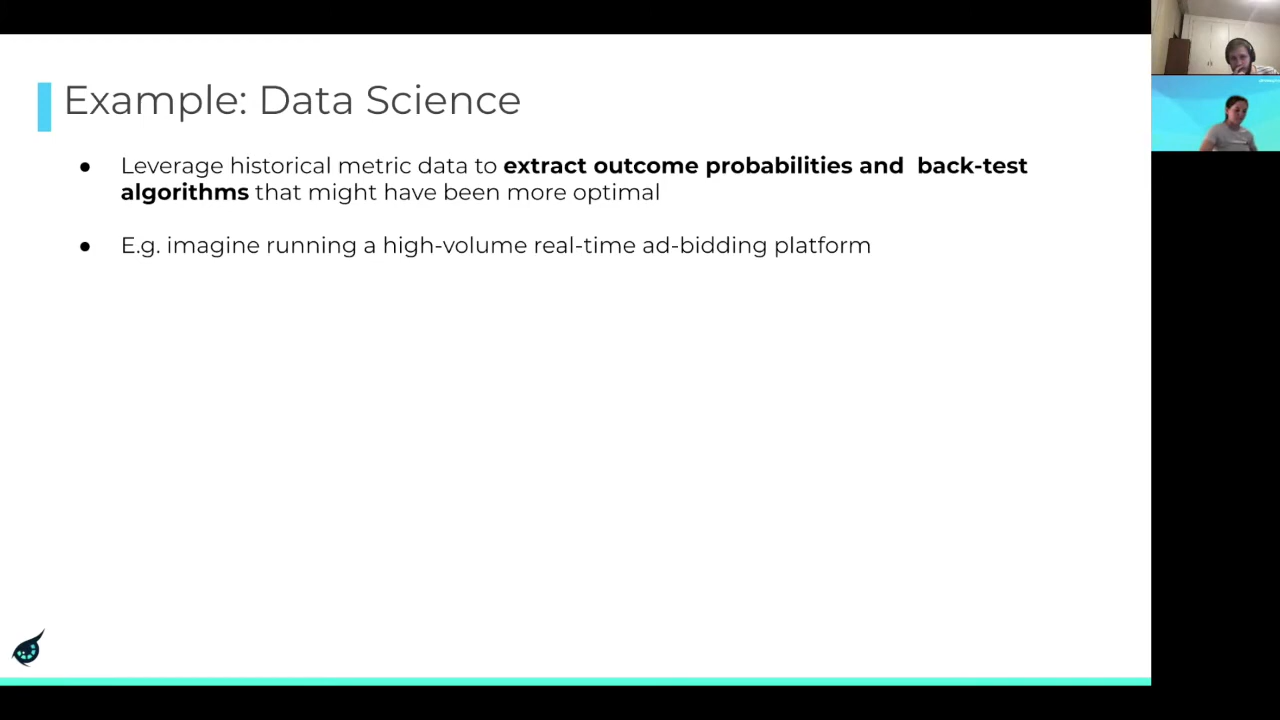 Example: Data Science
● Leverage historical metric data to extract outcome probabilities and  back-test
algorithms that might have been more optimal
● E.g. imagine running a high-volume real-time ad-bidding platform